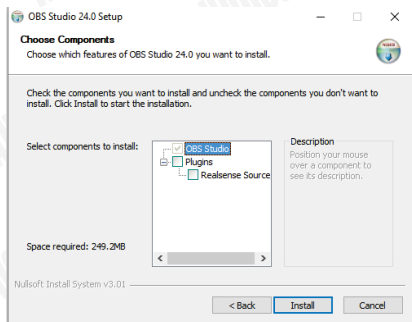 OBS Studio 24.0 Setup
Choose Components
Choose which features of OBS Studio 24.0 you want to install.
Check the components you want to install and uncheck the components you don't want to
install. Click Install to start the installation.
Select components to install:
OBS Studio
Plugins
Realsense Source
Description
Position your mouse
over a component to
see its description.
Space required: 249.2MB
Nullsoft Install System v3.01
< Back
Install
Cancel